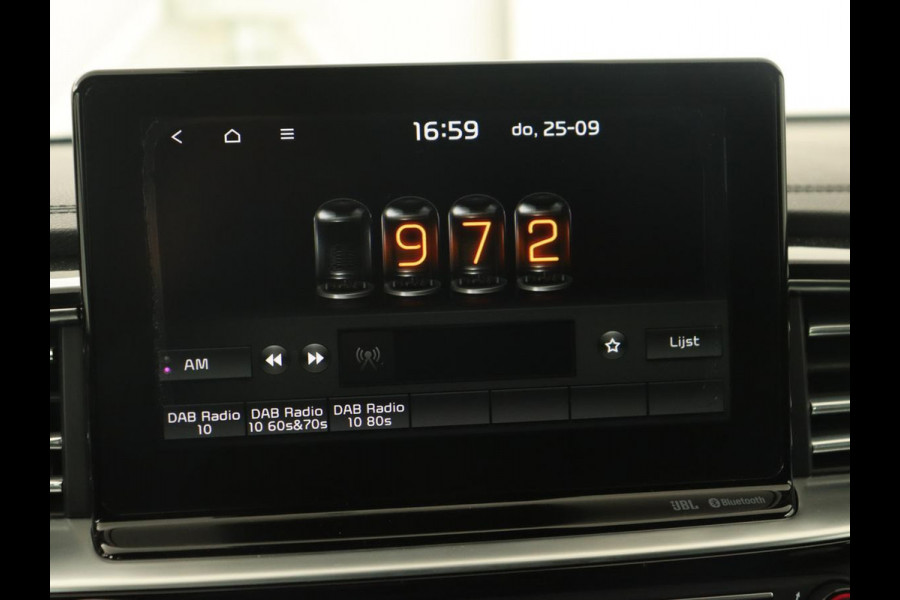 16:59 do, 25-09
972
AM
Lijst
DAB Radio
10
DAB Radio
10 60s&70s
DAB Radio
10 80s
JBL Bluetooth